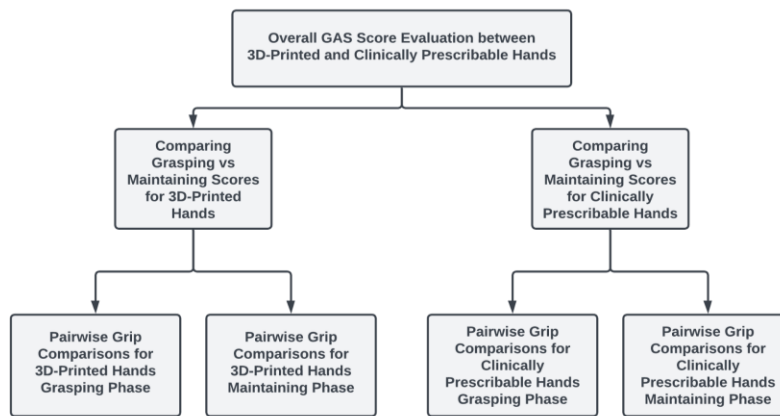 Overall GAS Score Evaluation between
3D-Printed and Clinically Prescribable Hands
Comparing
Grasping vs
Maintaining Scores
for 3D-Printed
Hands
Comparing
Grasping vs
Maintaining Scores
for Clinically
Prescribable Hands
Pairwise Grip
Comparisons for
3D-Printed Hands
Grasping Phase
Pairwise Grip
Comparisons for
3D-Printed Hands
Maintaining Phase
Pairwise Grip
Comparisons for
Clinically
Prescribable Hands
Grasping Phase
Pairwise Grip
Comparisons for
Clinically
Prescribable Hands
Maintaining Phase